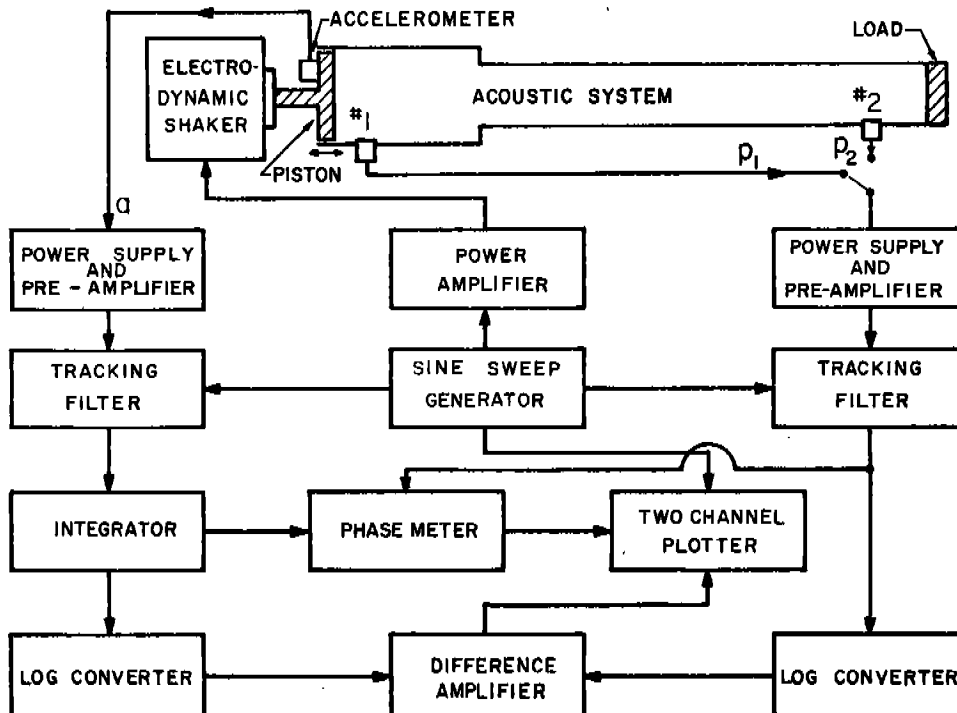 ACCELEROMETER
LOAD
ELECTRO-
DYNAMIC
SHAKER
ACOUSTIC SYSTEM
#1
#2
PISTON
P1
P2
a
POWER SUPPLY
AND
PRE - AMPLIFIER
POWER
AMPLIFIER
POWER SUPPLY
AND
PRE-AMPLIFIER
TRACKING
FILTER
SINE SWEEP
GENERATOR
TRACKING
FILTER
INTEGRATOR
PHASE METER
TWO CHANNEL
PLOTTER
LOG CONVERTER
DIFFERENCE
AMPLIFIER
LOG CONVERTER